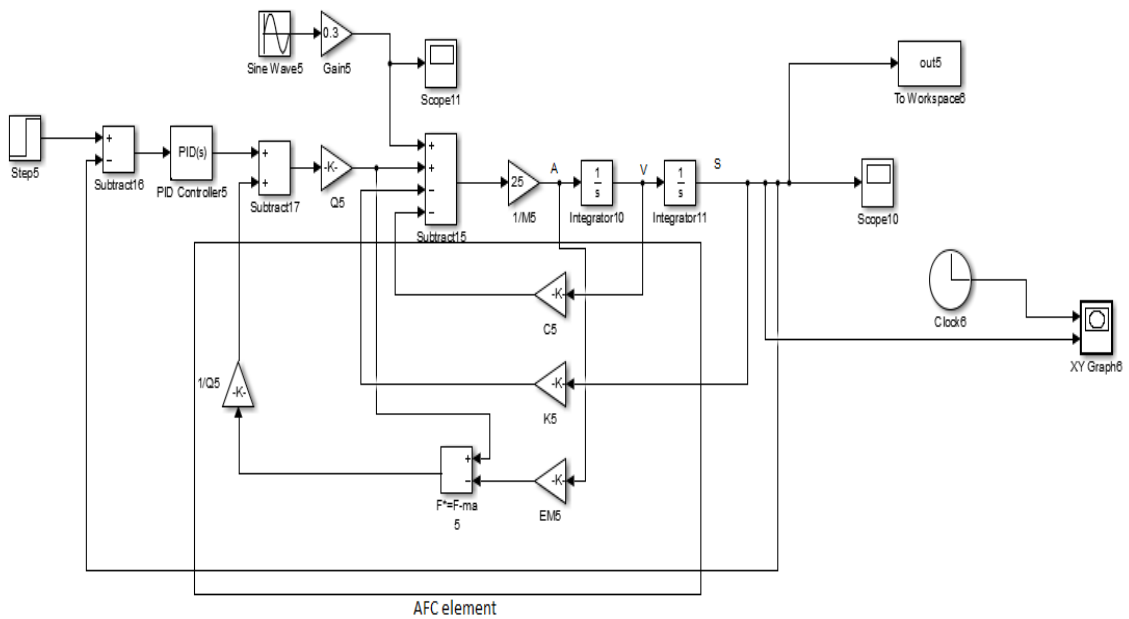 0.3
Sine Wave5
Gain5
Scope11
out5
To Workspace6
Step5
+
−
Subtract16
PID(s)
PID Controller5
+
+
Subtract17
-K-
Q5
+
+
−
−
Subtract15
25
1/M5
A
1
s
Integrator10
V
1
s
Integrator11
S
Scope10
Clock6
XY Graph6
-K-
C5
-K-
K5
1/Q5
-K-
+
−
F*=F-ma
5
-K-
EM5
AFC element